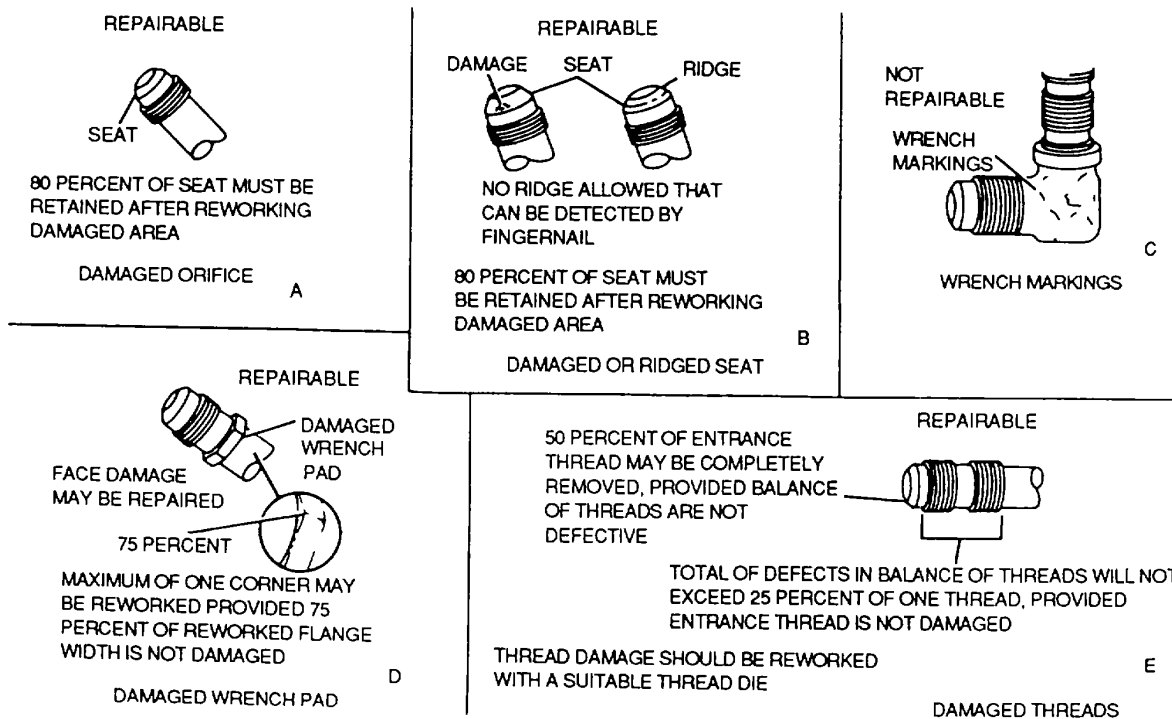 REPAIRABLE
SEAT
80 PERCENT OF SEAT MUST BE
RETAINED AFTER REWORKING
DAMAGED AREA
DAMAGED ORIFICE
A
REPAIRABLE
DAMAGE
SEAT
RIDGE
NO RIDGE ALLOWED THAT
CAN BE DETECTED BY
FINGERNAIL
80 PERCENT OF SEAT MUST
BE RETAINED AFTER REWORKING
DAMAGED AREA
B
DAMAGED OR RIDGED SEAT
NOT
REPAIRABLE
WRENCH
MARKINGS
C
WRENCH MARKINGS
REPAIRABLE
DAMAGED
WRENCH
PAD
FACE DAMAGE
MAY BE REPAIRED
75 PERCENT
MAXIMUM OF ONE CORNER MAY
BE REWORKED PROVIDED 75
PERCENT OF REWORKED FLANGE
WIDTH IS NOT DAMAGED
D
DAMAGED WRENCH PAD
REPAIRABLE
50 PERCENT OF ENTRANCE
THREAD MAY BE COMPLETELY
REMOVED, PROVIDED BALANCE
OF THREADS ARE NOT
DEFECTIVE
TOTAL OF DEFECTS IN BALANCE OF THREADS WILL NOT
EXCEED 25 PERCENT OF ONE THREAD, PROVIDED
ENTRANCE THREAD IS NOT DAMAGED
THREAD DAMAGE SHOULD BE REWORKED
WITH A SUITABLE THREAD DIE
E
DAMAGED THREADS